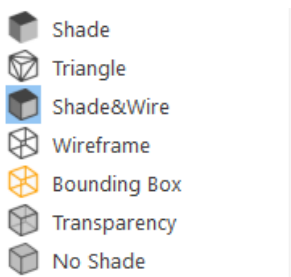 Shade
Triangle
Shade&Wire
Wireframe
Bounding Box
Transparency
No Shade